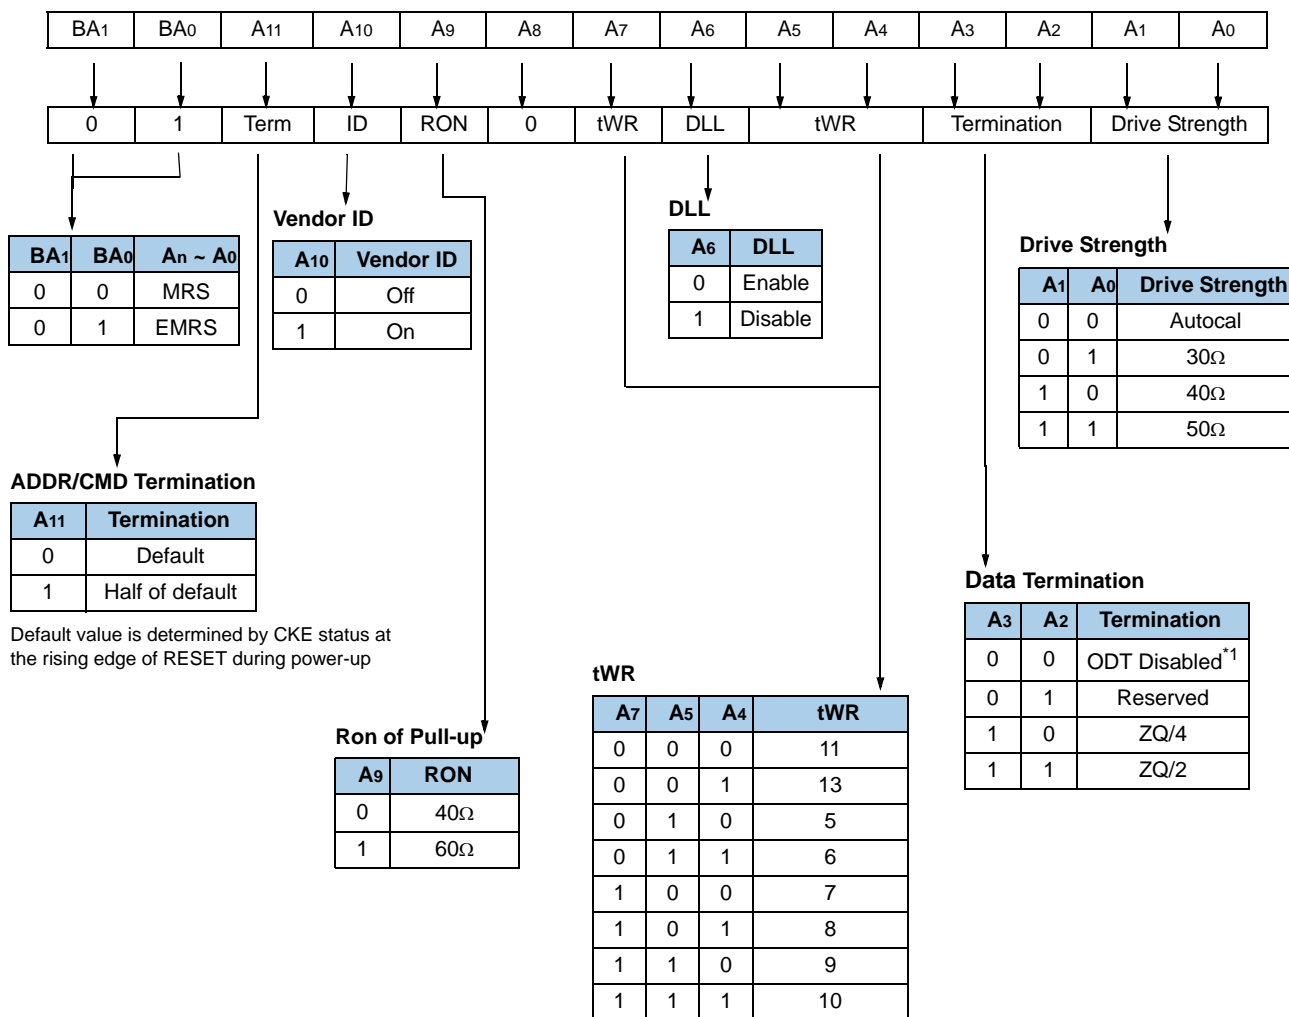 BA1 BA0 A11 A10 A9 A8 A7 A6 A5 A4 A3 A2 A1 A0
0 1 Term ID RON 0 tWR DLL tWR Termination Drive Strength
BA1 BA0 An ~ A0
0 0 MRS
0 1 EMRS
Vendor ID
A10 Vendor ID
0 Off
1 On
DLL
A6 DLL
0 Enable
1 Disable
Drive Strength
A1 A0 Drive Strength
0 0 Autocal
0 1 30Ω
1 0 40Ω
1 1 50Ω
ADDR/CMD Termination
A11 Termination
0 Default
1 Half of default
Default value is determined by CKE status at
the rising edge of RESET during power-up
Data Termination
A3 A2 Termination
0 0 ODT Disabled*1
0 1 Reserved
1 0 ZQ/4
1 1 ZQ/2
Ron of Pull-up
A9 RON
0 40Ω
1 60Ω
tWR
A7 A5 A4 tWR
0 0 0 11
0 0 1 13
0 1 0 5
0 1 1 6
1 0 0 7
1 0 1 8
1 1 0 9
1 1 1 10